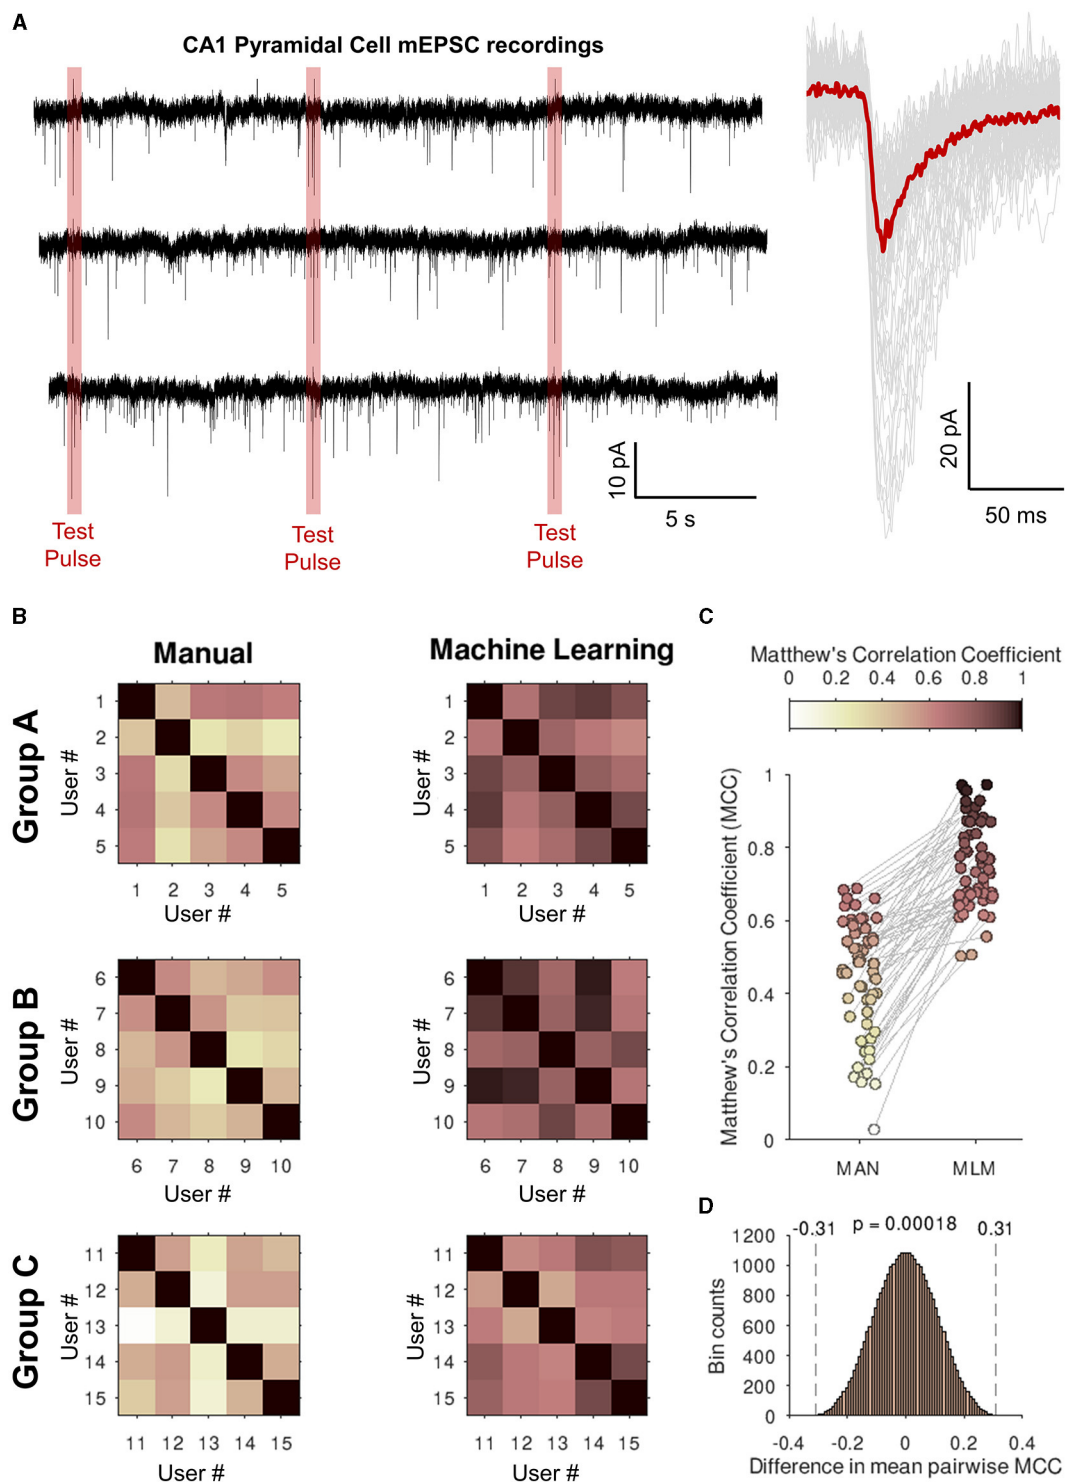 A
CA1 Pyramidal Cell mEPSC recordings
10 pA
5 s
20 pA
50 ms
Test Pulse
Test Pulse
Test Pulse
B
Manual
Machine Learning
Group A
User #
1
2
3
4
5
1 2 3 4 5
User #
User #
1
2
3
4
5
1 2 3 4 5
User #
Group B
User #
6
7
8
9
10
6 7 8 9 10
User #
User #
6
7
8
9
10
6 7 8 9 10
User #
Group C
User #
11
12
13
14
15
11 12 13 14 15
User #
User #
11
12
13
14
15
11 12 13 14 15
User #
C
Matthew's Correlation Coefficient
0 0.2 0.4 0.6 0.8 1
Matthew's Correlation Coefficient (MCC)
1
0.8
0.6
0.4
0.2
0
MAN MLM
D
-0.31 p = 0.00018 0.31
Bin counts
1200
1000
800
600
400
200
0
-0.4 -0.2 0 0.2 0.4
Difference in mean pairwise MCC